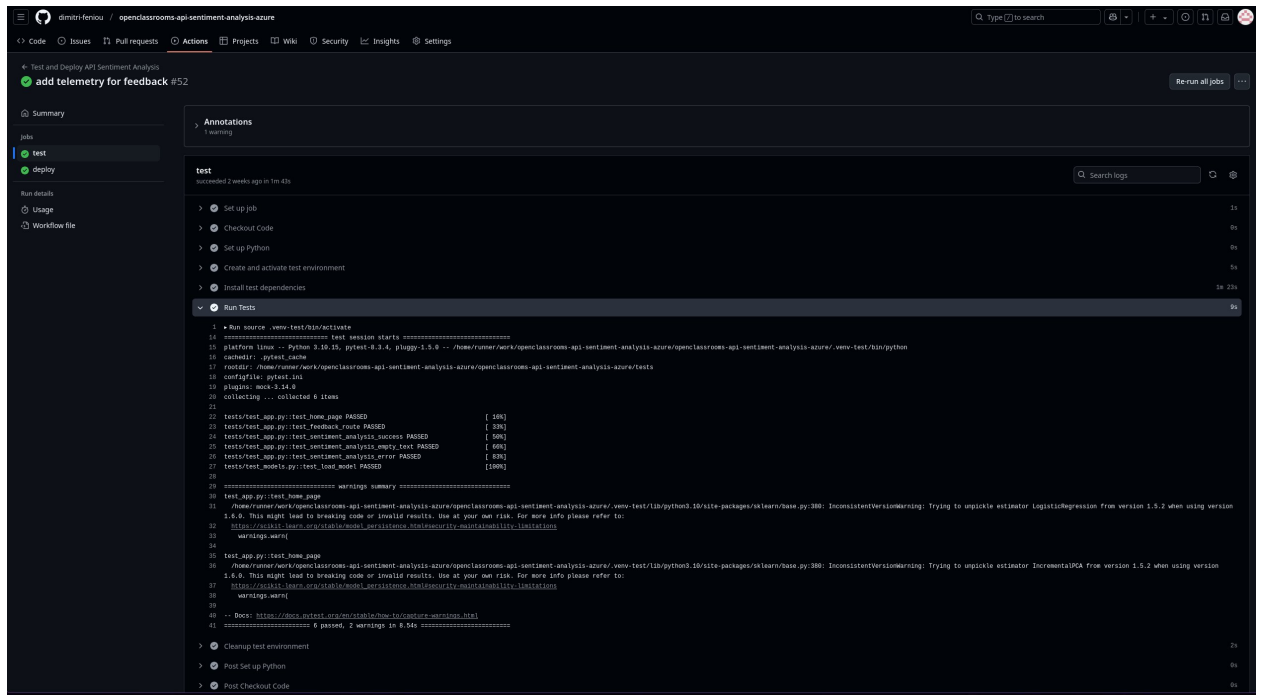 dimitri-feniou / openclassrooms-api-sentiment-analysis-azure
Type / to search
Code Issues Pull requests Actions Projects Wiki Security Insights Settings
← Test and Deploy API Sentiment Analysis
add telemetry for feedback #52
Re-run all jobs
Summary
Jobs
test
deploy
Run details
Usage
Workflow file
Annotations
1 warning
test
succeeded 2 weeks ago in 1m 43s
Search logs
Set up job 1s
Checkout Code 0s
Set up Python 0s
Create and activate test environment 5s
Install test dependencies 1m 23s
Run Tests 9s
1 ▸ Run source .venv-test/bin/activate
14 ============================= test session starts ==============================
15 platform linux -- Python 3.10.15, pytest-8.3.4, pluggy-1.5.0 -- /home/runner/work/openclassrooms-api-sentiment-analysis-azure/openclassrooms-api-sentiment-analysis-azure/.venv-test/bin/python
16 cachedir: .pytest_cache
17 rootdir: /home/runner/work/openclassrooms-api-sentiment-analysis-azure/openclassrooms-api-sentiment-analysis-azure/tests
18 configfile: pytest.ini
19 plugins: mock-3.14.0
20 collecting ... collected 6 items
21
22 tests/test_app.py::test_home_page PASSED [ 16%]
23 tests/test_app.py::test_feedback_route PASSED [ 33%]
24 tests/test_app.py::test_sentiment_analysis_success PASSED [ 50%]
25 tests/test_app.py::test_sentiment_analysis_empty_text PASSED [ 66%]
26 tests/test_app.py::test_sentiment_analysis_error PASSED [ 83%]
27 tests/test_models.py::test_load_model PASSED [100%]
28
29 =============================== warnings summary ===============================
30 test_app.py::test_home_page
31 /home/runner/work/openclassrooms-api-sentiment-analysis-azure/openclassrooms-api-sentiment-analysis-azure/.venv-test/lib/python3.10/site-packages/sklearn/base.py:380: InconsistentVersionWarning: Trying to unpickle estimator LogisticRegression from version 1.5.2 when using version
1.6.0. This might lead to breaking code or invalid results. Use at your own risk. For more info please refer to:
32 https://scikit-learn.org/stable/model_persistence.html#security-maintainability-limitations
33 warnings.warn(
34
35 test_app.py::test_home_page
36 /home/runner/work/openclassrooms-api-sentiment-analysis-azure/openclassrooms-api-sentiment-analysis-azure/.venv-test/lib/python3.10/site-packages/sklearn/base.py:380: InconsistentVersionWarning: Trying to unpickle estimator IncrementalPCA from version 1.5.2 when using version
1.6.0. This might lead to breaking code or invalid results. Use at your own risk. For more info please refer to:
37 https://scikit-learn.org/stable/model_persistence.html#security-maintainability-limitations
38 warnings.warn(
39
40 -- Docs: https://docs.pytest.org/en/stable/how-to/capture-warnings.html
41 ======================== 6 passed, 2 warnings in 8.54s =========================
Cleanup test environment 2s
Post Set up Python 0s
Post Checkout Code 0s